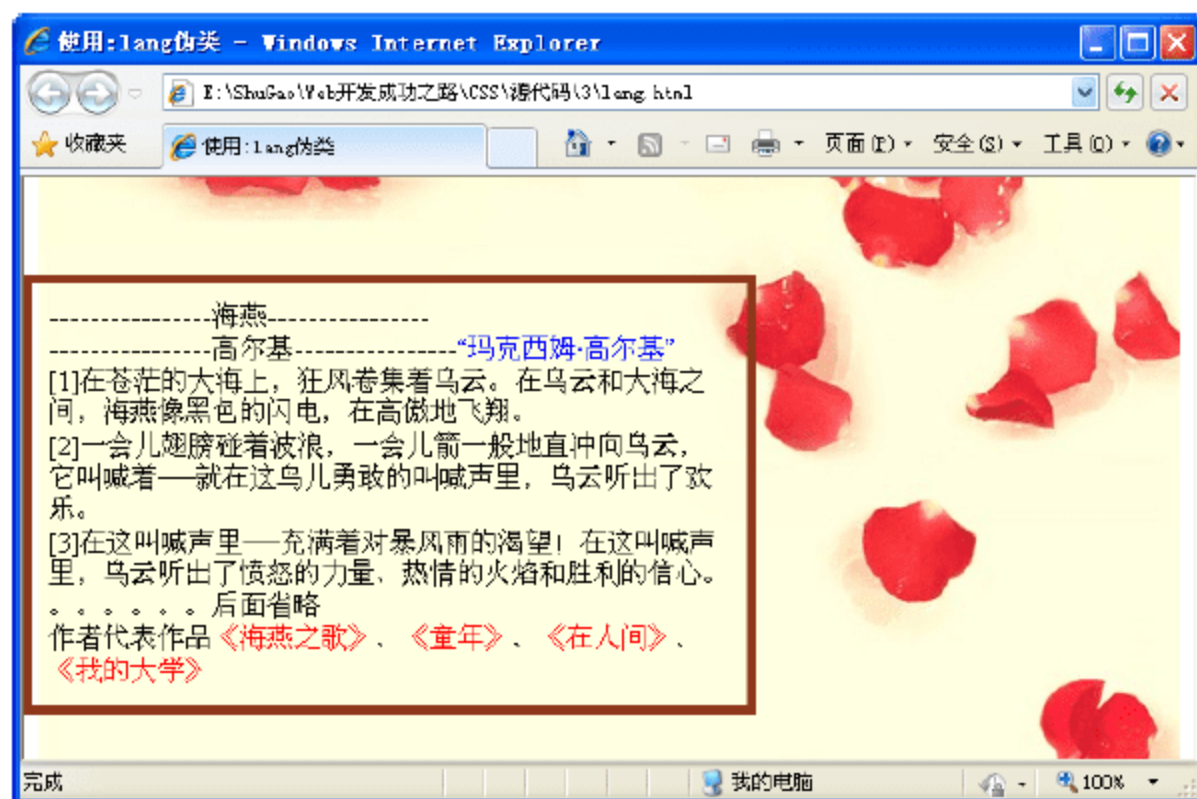 使用:lang伪类 - Windows Internet Explorer
E:\ShuGao\Web开发成功之路\CSS\源代码\3\lang.html
收藏夹
使用:lang伪类
页面(P)
安全(S)
工具(O)
----------------海燕----------------
----------------高尔基----------------“玛克西姆·高尔基”
[1]在苍茫的大海上，狂风卷集着乌云。在乌云和大海之
间，海燕像黑色的闪电，在高傲地飞翔。
[2]一会儿翅膀碰着波浪，一会儿箭一般地直冲向乌云，
它叫喊着──就在这鸟儿勇敢的叫喊声里，乌云听出了欢
乐。
[3]在这叫喊声里──充满着对暴风雨的渴望！在这叫喊声
里，乌云听出了愤怒的力量、热情的火焰和胜利的信心。
。。。。。。后面省略
作者代表作品《海燕之歌》、《童年》、《在人间》、
《我的大学》
完成
我的电脑
100%